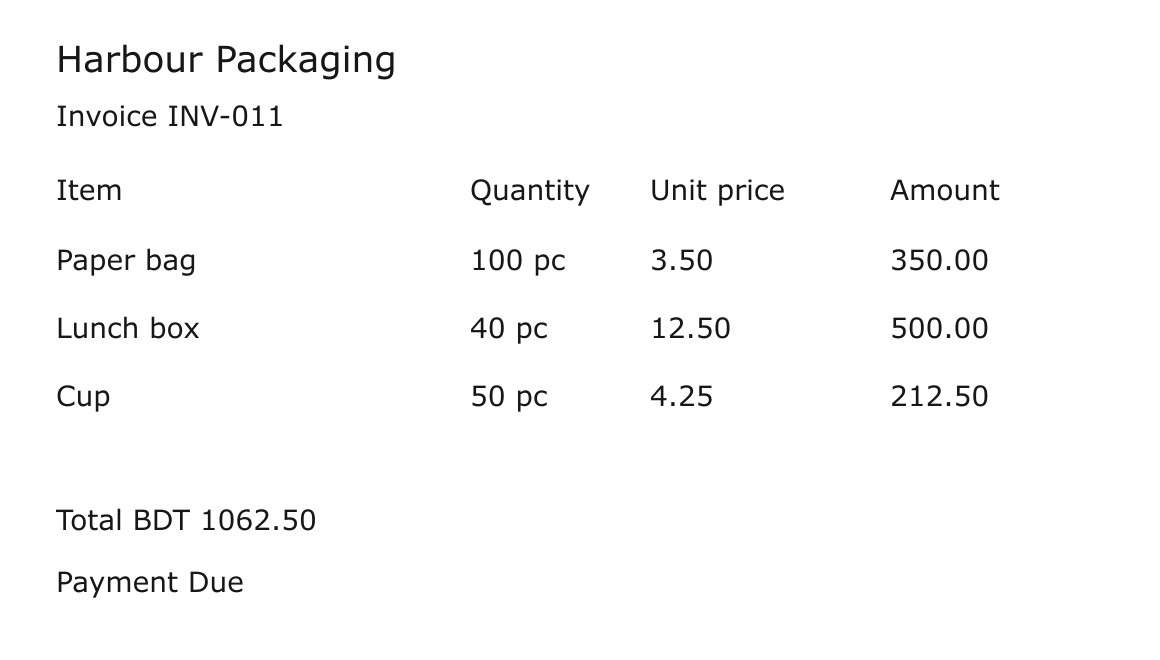 Harbour Packaging
Invoice INV-011
Item Quantity Unit price Amount
Paper bag 100 pc 3.50 350.00
Lunch box 40 pc 12.50 500.00
Cup 50 pc 4.25 212.50
Total BDT 1062.50
Payment Due